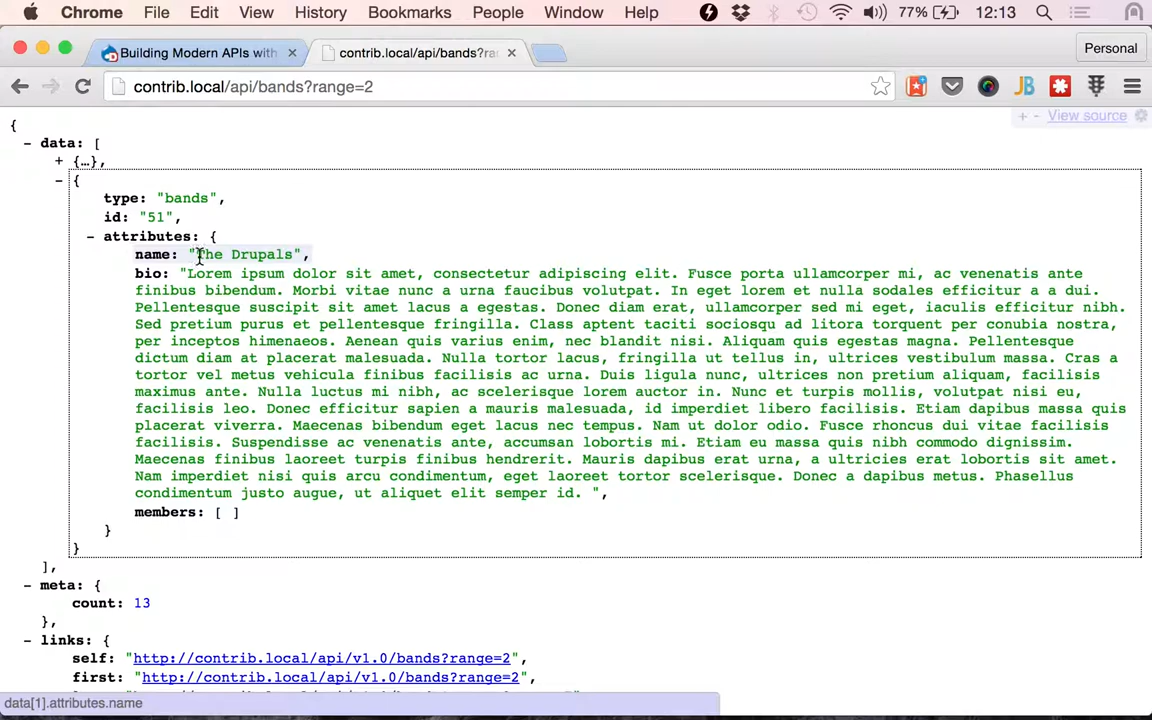 Chrome File Edit View History Bookmarks People Window Help 77% 12:13
Building Modern APIs with × contrib.local/api/bands?ra × Personal
contrib.local/api/bands?range=2 JB
+ - View source
{
- data: [
+ {…},
- {
type: "bands",
id: "51",
- attributes: {
name: "The Drupals",
bio: "Lorem ipsum dolor sit amet, consectetur adipiscing elit. Fusce porta ullamcorper mi, ac venenatis ante
finibus bibendum. Morbi vitae nunc a urna faucibus volutpat. In eget lorem et nulla sodales efficitur a a dui.
Pellentesque suscipit sit amet lacus a egestas. Donec diam erat, ullamcorper sed mi eget, iaculis efficitur nibh.
Sed pretium purus et pellentesque fringilla. Class aptent taciti sociosqu ad litora torquent per conubia nostra,
per inceptos himenaeos. Aenean quis varius enim, nec blandit nisi. Aliquam quis egestas magna. Pellentesque
dictum diam at placerat malesuada. Nulla tortor lacus, fringilla ut tellus in, ultrices vestibulum massa. Cras a
tortor vel metus vehicula finibus facilisis ac urna. Duis ligula nunc, ultrices non pretium aliquam, facilisis
maximus ante. Nulla luctus mi nibh, ac scelerisque lorem auctor in. Nunc et turpis mollis, volutpat nisi eu,
facilisis leo. Donec efficitur sapien a mauris malesuada, id imperdiet libero facilisis. Etiam dapibus massa quis
placerat viverra. Maecenas bibendum eget lacus nec tempus. Nam ut dolor odio. Fusce rhoncus dui vitae facilisis
facilisis. Suspendisse ac venenatis ante, accumsan lobortis mi. Etiam eu massa quis nibh commodo dignissim.
Maecenas finibus laoreet turpis finibus hendrerit. Mauris dapibus erat urna, a ultricies erat lobortis sit amet.
Nam imperdiet nisi quis arcu condimentum, eget laoreet tortor scelerisque. Donec a dapibus metus. Phasellus
condimentum justo augue, ut aliquet elit semper id. ",
members: [ ]
}
}
],
- meta: {
count: 13
},
- links: {
self: "http://contrib.local/api/v1.0/bands?range=2",
first: "http://contrib.local/api/v1.0/bands?range=2",
data[1].attributes.name